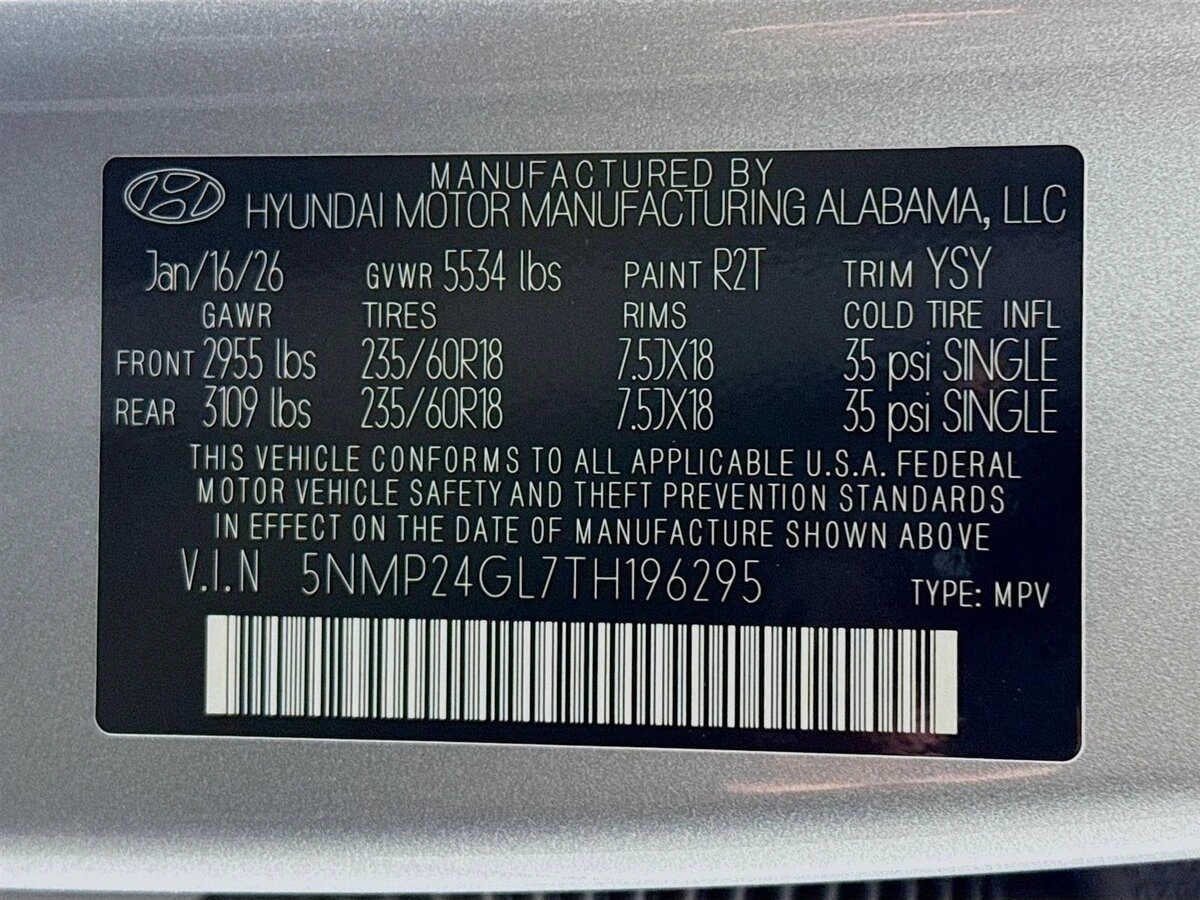 MANUFACTURED BY
HYUNDAI MOTOR MANUFACTURING ALABAMA, LLC
Jan/16/26 GVWR 5534 lbs PAINT R2T TRIM YSY
GAWR TIRES RIMS COLD TIRE INFL
FRONT 2955 lbs 235/60R18 7.5JX18 35 psi SINGLE
REAR 3109 lbs 235/60R18 7.5JX18 35 psi SINGLE
THIS VEHICLE CONFORMS TO ALL APPLICABLE U.S.A. FEDERAL
MOTOR VEHICLE SAFETY AND THEFT PREVENTION STANDARDS
IN EFFECT ON THE DATE OF MANUFACTURE SHOWN ABOVE
V.I.N 5NMP24GL7TH196295 TYPE: MPV